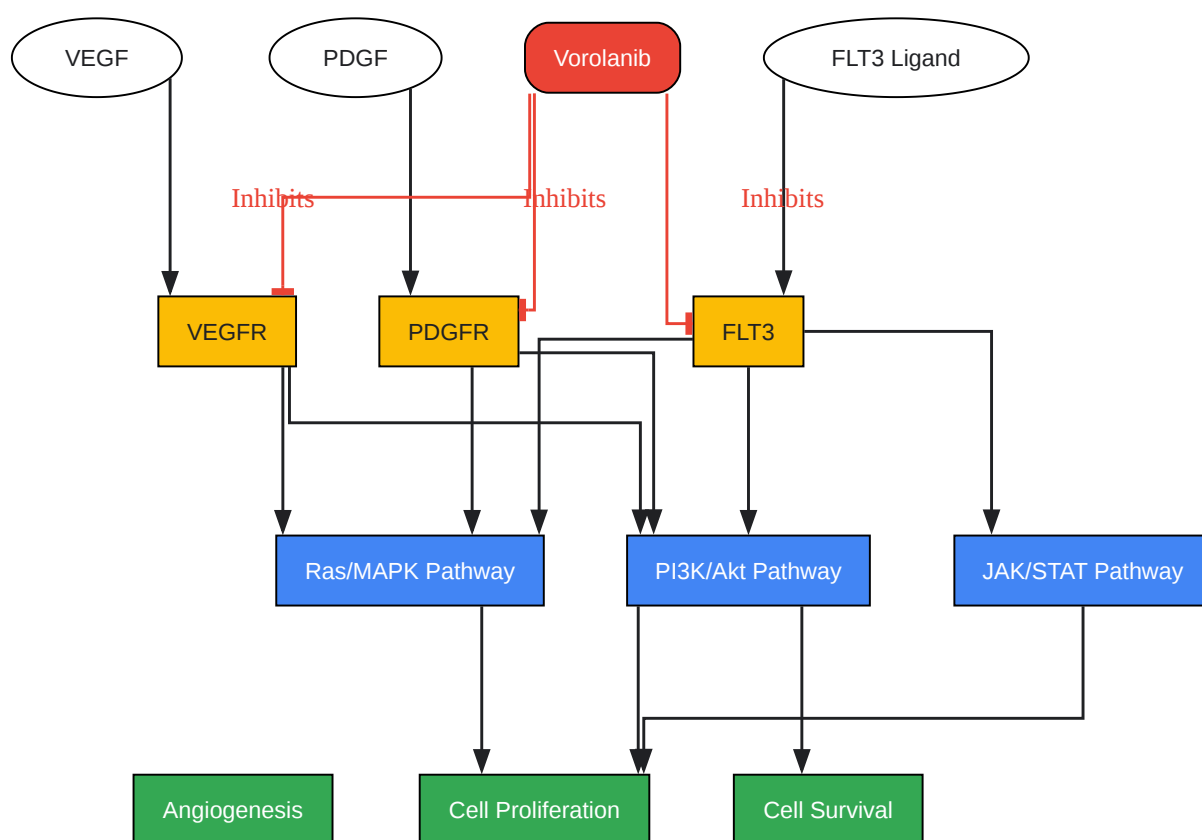 VEGF
PDGF
Vorolanib
FLT3 Ligand
Inhibits
Inhibits
Inhibits
VEGFR
PDGFR
FLT3
Ras/MAPK Pathway
PI3K/Akt Pathway
JAK/STAT Pathway
Angiogenesis
Cell Proliferation
Cell Survival